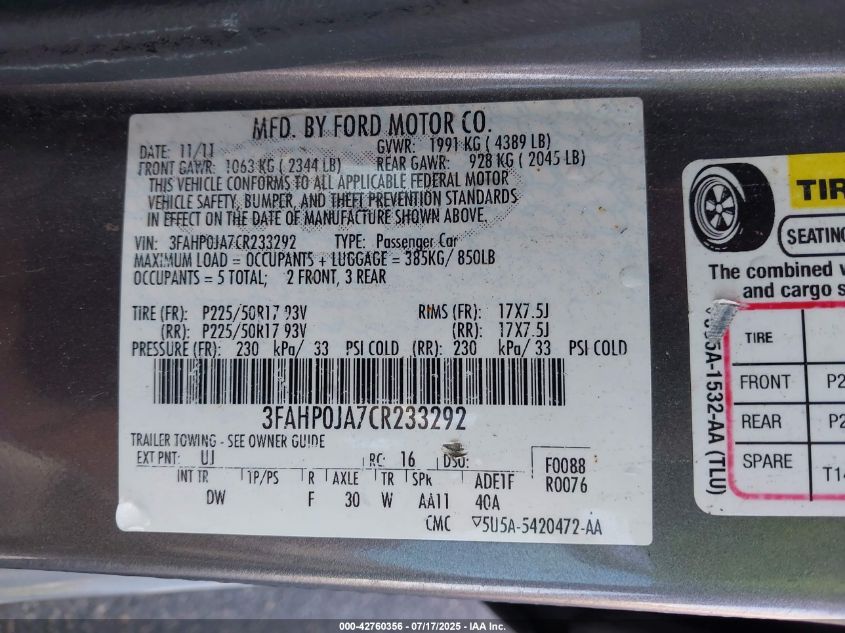 MFD. BY FORD MOTOR CO.
DATE: 11/11 GVWR: 1991 KG ( 4389 LB)
FRONT GAWR: 1063 KG ( 2344 LB) REAR GAWR: 928 KG ( 2045 LB)
THIS VEHICLE CONFORMS TO ALL APPLICABLE FEDERAL MOTOR
VEHICLE SAFETY, BUMPER, AND THEFT PREVENTION STANDARDS
IN EFFECT ON THE DATE OF MANUFACTURE SHOWN ABOVE.
VIN: 3FAHP0JA7CR233292 TYPE: Passenger Car
MAXIMUM LOAD = OCCUPANTS + LUGGAGE = 385KG/ 850LB
OCCUPANTS = 5 TOTAL; 2 FRONT, 3 REAR
TIRE (FR): P225/50R17 93V RIMS (FR): 17X7.5J
(RR): P225/50R17 93V (RR): 17X7.5J
PRESSURE (FR): 230 kPa/ 33 PSI COLD (RR): 230 kPa/ 33 PSI COLD
3FAHP0JA7CR233292
TRAILER TOWING - SEE OWNER GUIDE
EXT PNT: UJ RC: 16 DSO: F0088
R0076
INT TR TP/PS R AXLE TR SPR ADE1F
DW F 30 W AA11 40A
CMC ▽5U5A-5420472-AA
TIR
SEATING
The combined
and cargo s
5A-1532-AA (TLU)
TIRE
FRONT P2
REAR P2
SPARE T1
000-42760356 - 07/17/2025 - IAA Inc.